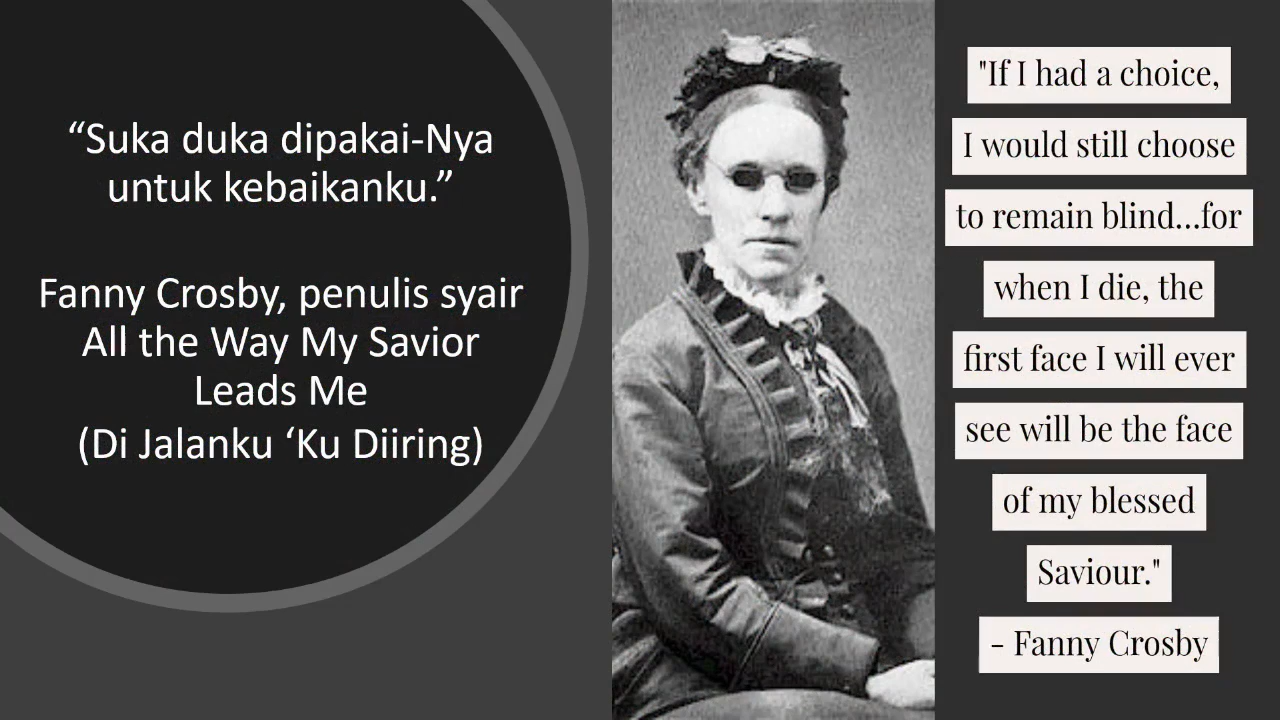 “Suka duka dipakai-Nya
untuk kebaikanku.”
Fanny Crosby, penulis syair
All the Way My Savior
Leads Me
(Di Jalanku ‘Ku Diiring)
"If I had a choice,
I would still choose
to remain blind...for
when I die, the
first face I will ever
see will be the face
of my blessed
Saviour."
- Fanny Crosby